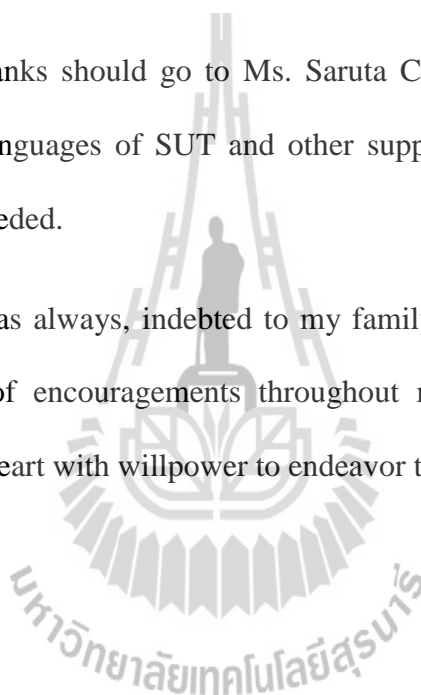 anks should go to Ms. Saruta C
nguages of SUT and other supp
eded.
as always, indebted to my famil
of encouragements throughout
eart with willpower to endeavor t
มหาวิทยาลัยเทคโนโลยีสุรนารี